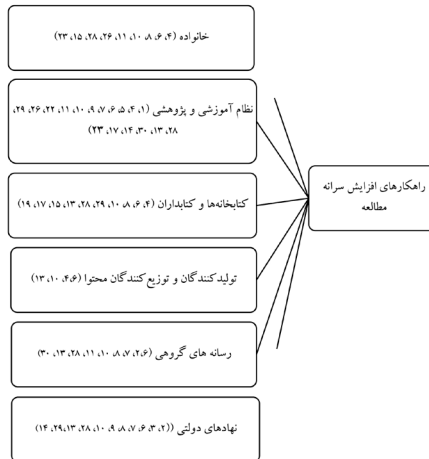 خانواده (۴، ۶، ۸، ۱۰، ۱۱، ۲۶، ۲۸، ۱۵، ۲۳)
نظام آموزشی و پژوهشی (۱، ۴، ۵، ۶، ۷، ۹، ۱۰، ۱۱، ۲۲، ۲۶، ۲۹،
۲۸، ۱۳، ۳۰، ۱۴، ۱۷، ۲۳)
راهکارهای افزایش سرانه
مطالعه
کتابخانه‌ها و کتابداران (۴، ۶، ۸، ۱۰، ۲۹، ۲۸، ۱۳، ۱۵، ۱۷، ۱۹)
تولیدکنندگان و توزیع‌کنندگان محتوا (۴،۶، ۱۰، ۱۳)
رسانه های گروهی (۶،۲، ۷، ۸، ۱۰، ۱۱، ۲۸، ۱۳، ۳۰)
نهادهای دولتی ((۲، ۳، ۶، ۷، ۸، ۹، ۱۰، ۲۸، ۲۹،۱۳، ۱۴)